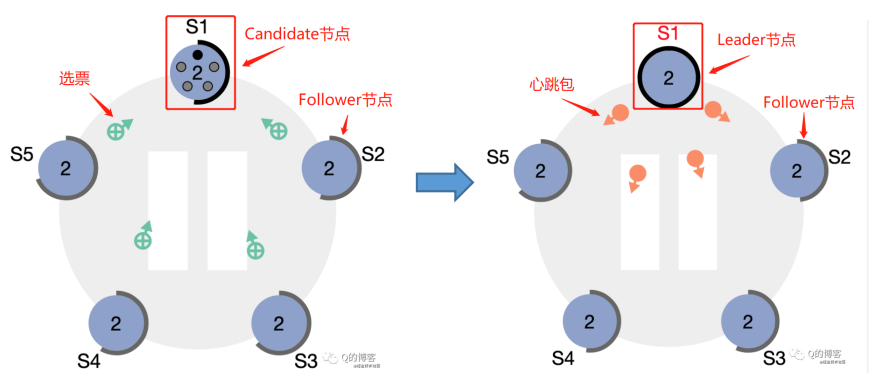 S1
Candidate节点
2
选票
Follower节点
S5
2
S2
2
S4
2
S3
2
Q的博客
S1
Leader节点
2
心跳包
Follower节点
S5
2
S2
2
S4
2
S3
2
Q的博客